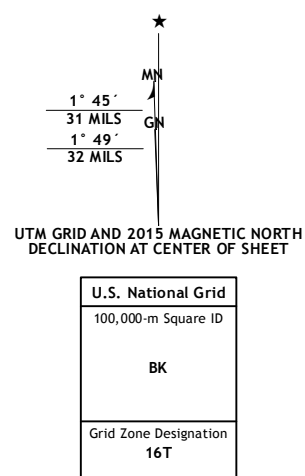 MN
1° 45´
31 MILS
GN
1° 49´
32 MILS
UTM GRID AND 2015 MAGNETIC NORTH
DECLINATION AT CENTER OF SHEET
U.S. National Grid
100,000-m Square ID
BK
Grid Zone Designation
16T